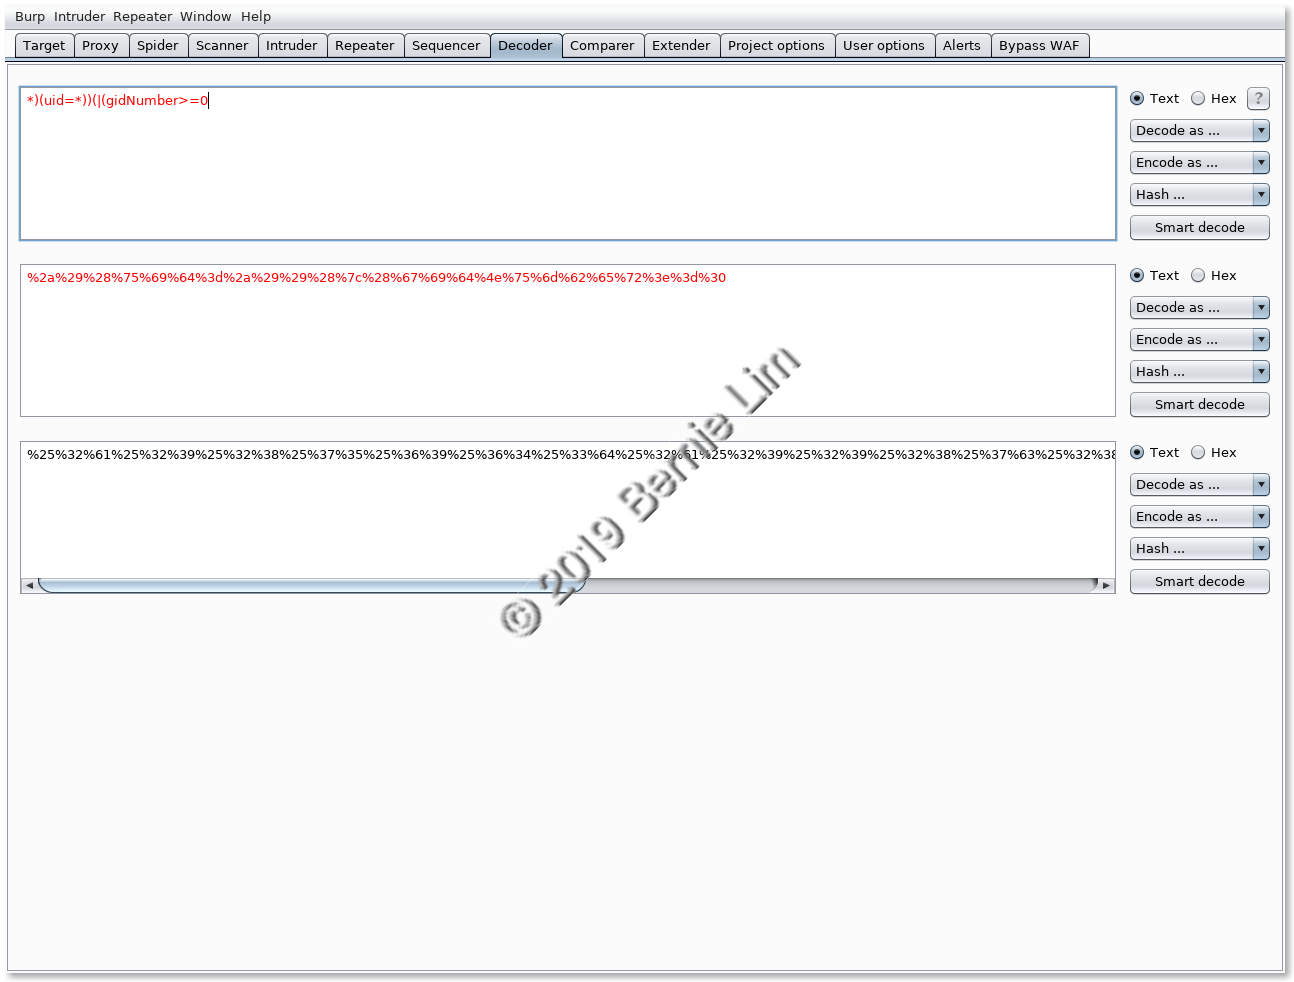 Burp Intruder Repeater Window Help
Target Proxy Spider Scanner Intruder Repeater Sequencer Decoder Comparer Extender Project options User options Alerts Bypass WAF
*)(uid=*))(|(gidNumber>=0
Text Hex ?
Decode as ...
Encode as ...
Hash ...
Smart decode
%2a%29%28%75%69%64%3d%2a%29%29%28%7c%28%67%69%64%4e%75%6d%62%65%72%3e%3d%30
Text Hex
Decode as ...
Encode as ...
Hash ...
Smart decode
%25%32%61%25%32%39%25%32%38%25%37%35%25%36%39%25%36%34%25%33%64%25%32%61%25%32%39%25%32%39%25%32%38%25%37%63%25%32%38
Text Hex
Decode as ...
Encode as ...
Hash ...
Smart decode
© 2019 Bernie Lim